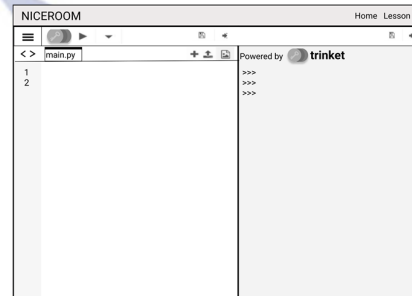 NICEROOM
Home Lesson
main.py
1
2
Powered by trinket
>>>
>>>
>>>